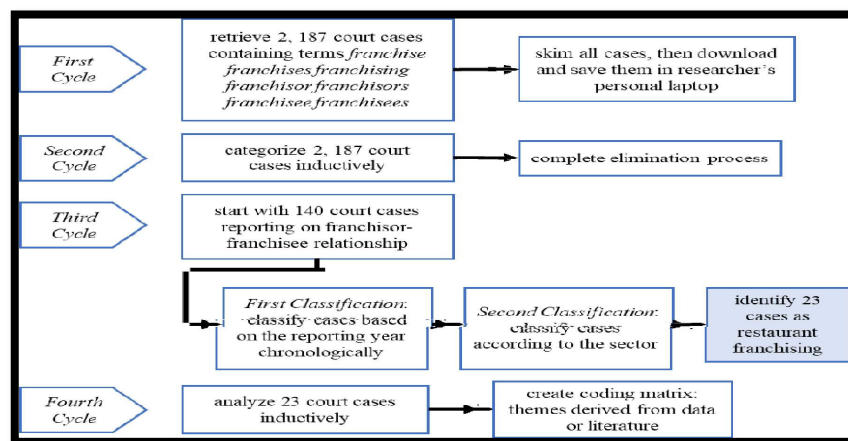 First
Cycle
retrieve 2, 187 court cases
containing terms franchise
franchises franchising
franchisor franchisors
franchisee franchisees
skim all cases, then download
and save them in researcher's
personal laptop
Second
Cycle
categorize 2, 187 court
cases inductively
complete elimination process
Third
Cycle
start with 140 court cases
reporting on franchisor-
franchisee relationship
First Classification:
classify cases based
on the reporting year
chronologically
Second Classification:
classify cases
according to the sector
identify 23
cases as
restaurant
franchising
Fourth
Cycle
analyze 23 court cases
inductively
create coding matrix:
themes derived from data
or literature